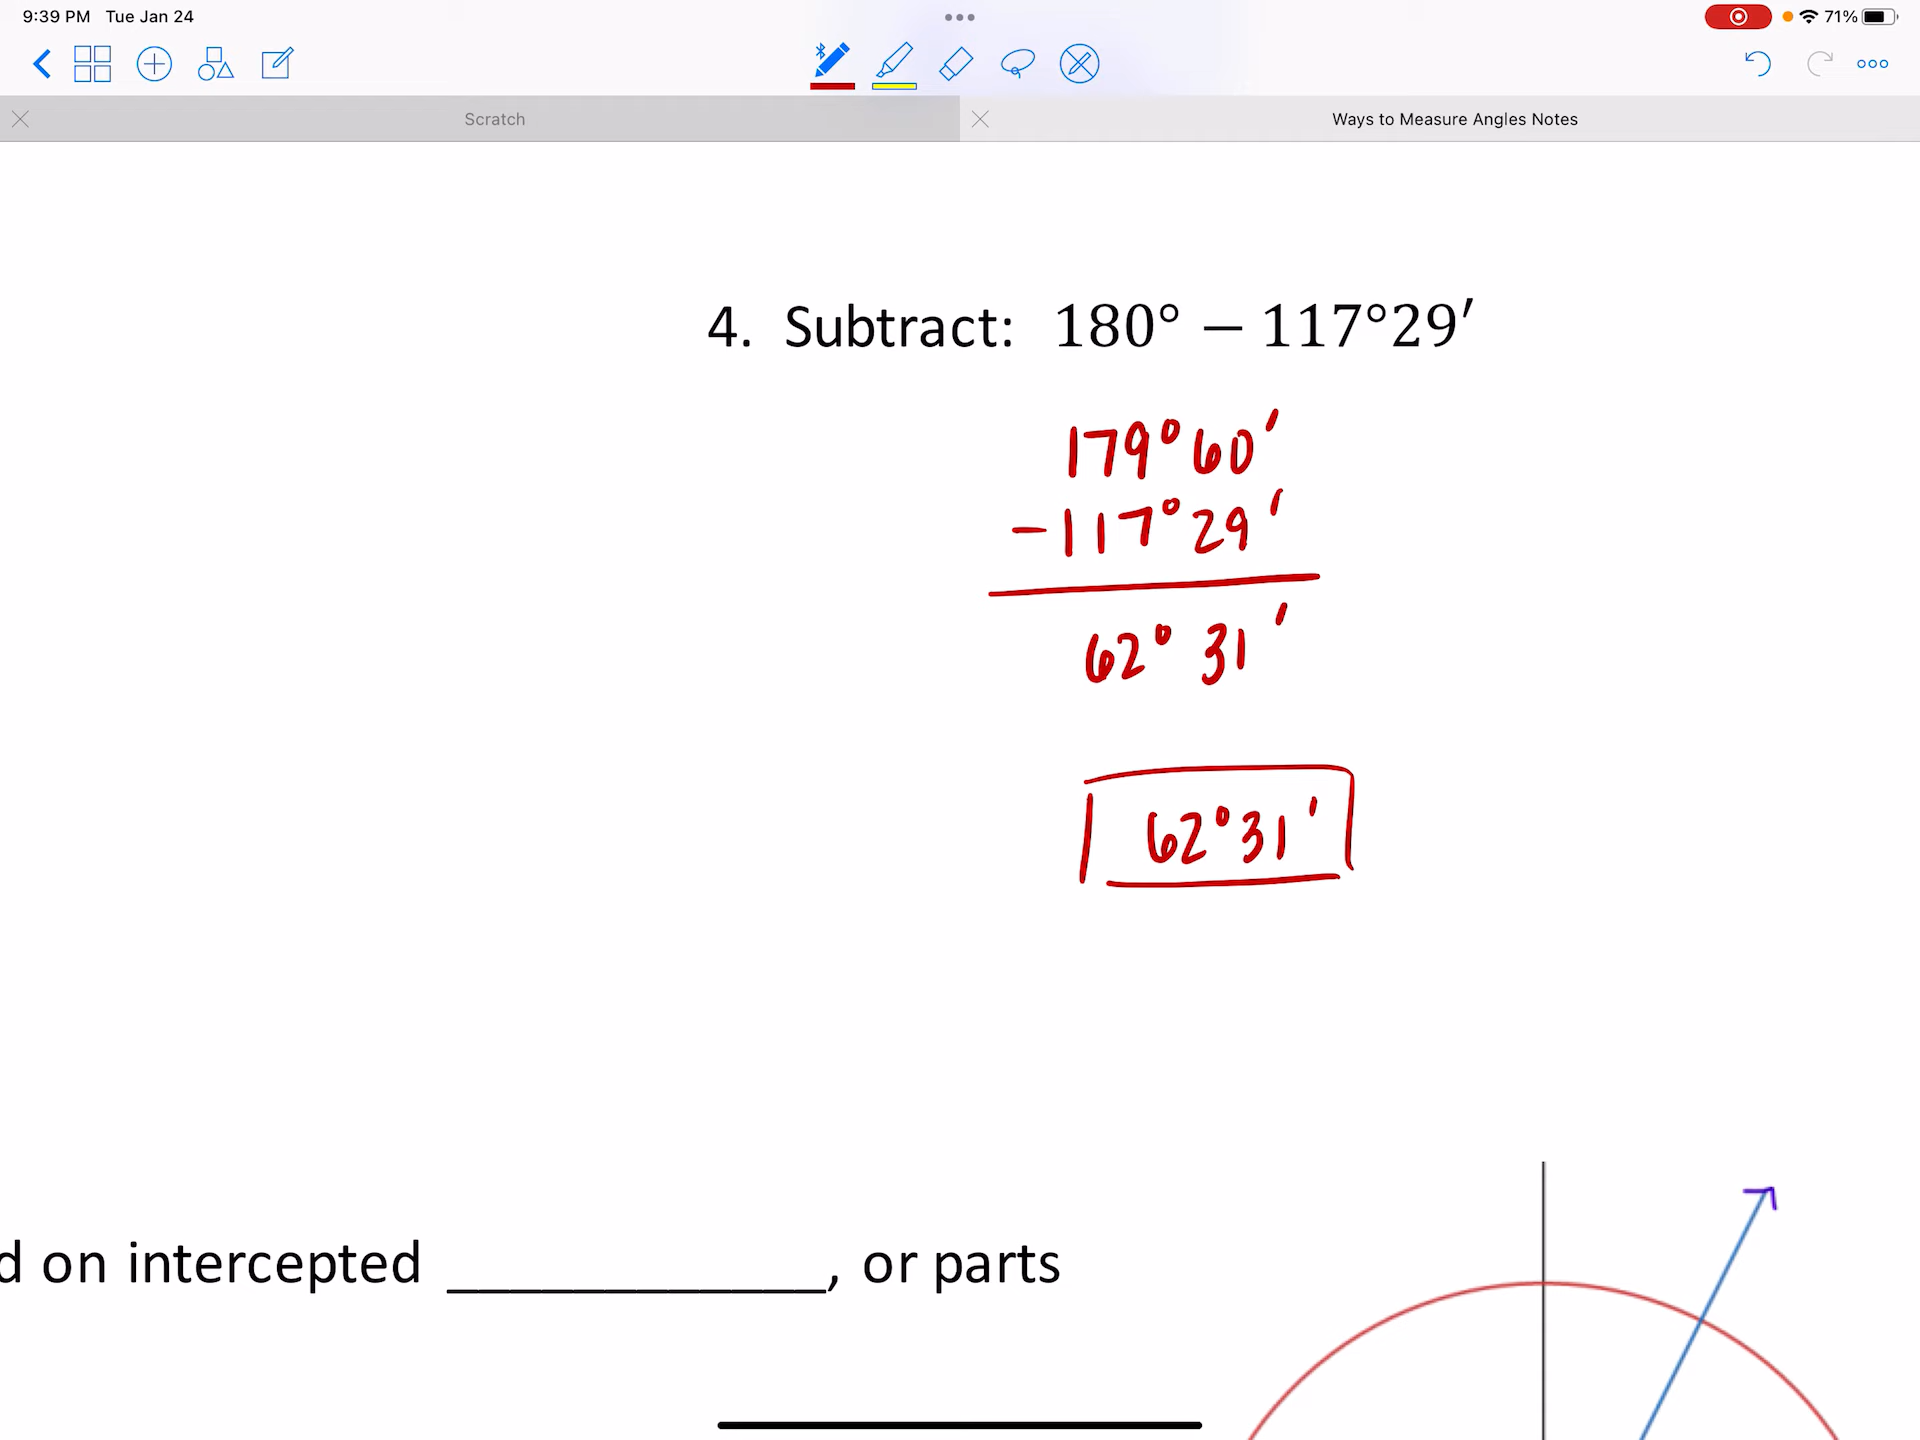 9:39 PM Tue Jan 24
71%
Scratch
Ways to Measure Angles Notes
4. Subtract: 180° − 117°29′
179°60'
-117°29'
62° 31'
62°31'
d on intercepted ____________, or parts